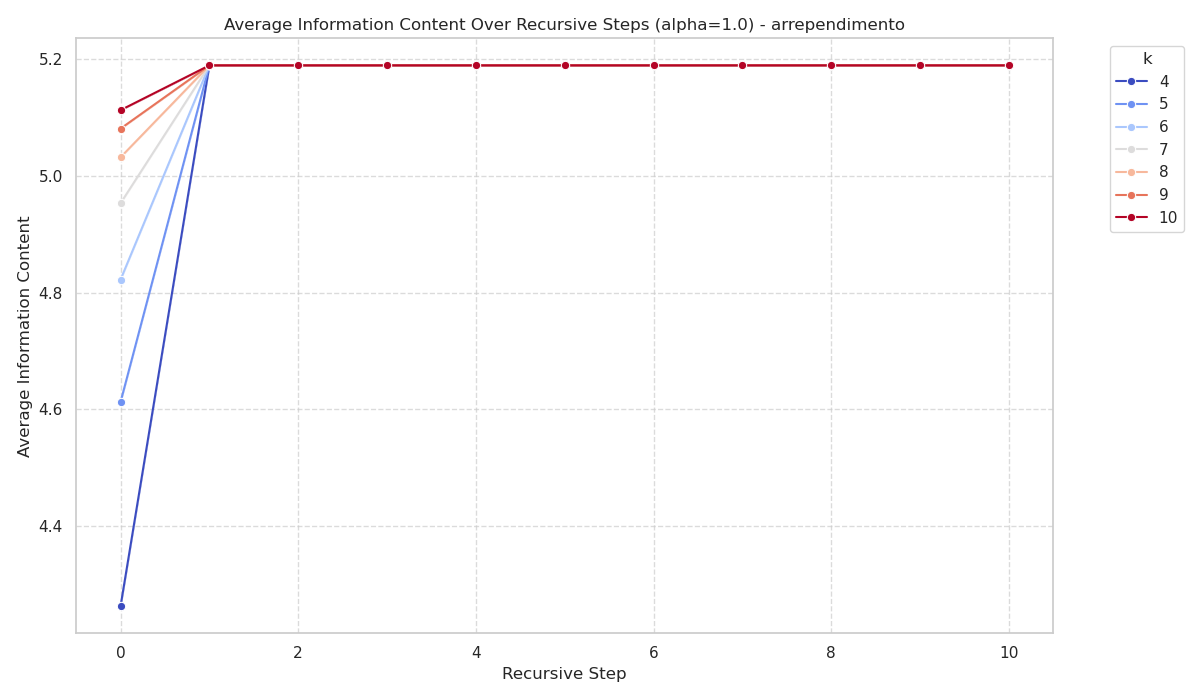 Average Information Content Over Recursive Steps (alpha=1.0) - arrependimento
5.2
5.0
4.8
4.6
4.4
Average Information Content
0 2 4 6 8 10
Recursive Step
k
4
5
6
7
8
9
10